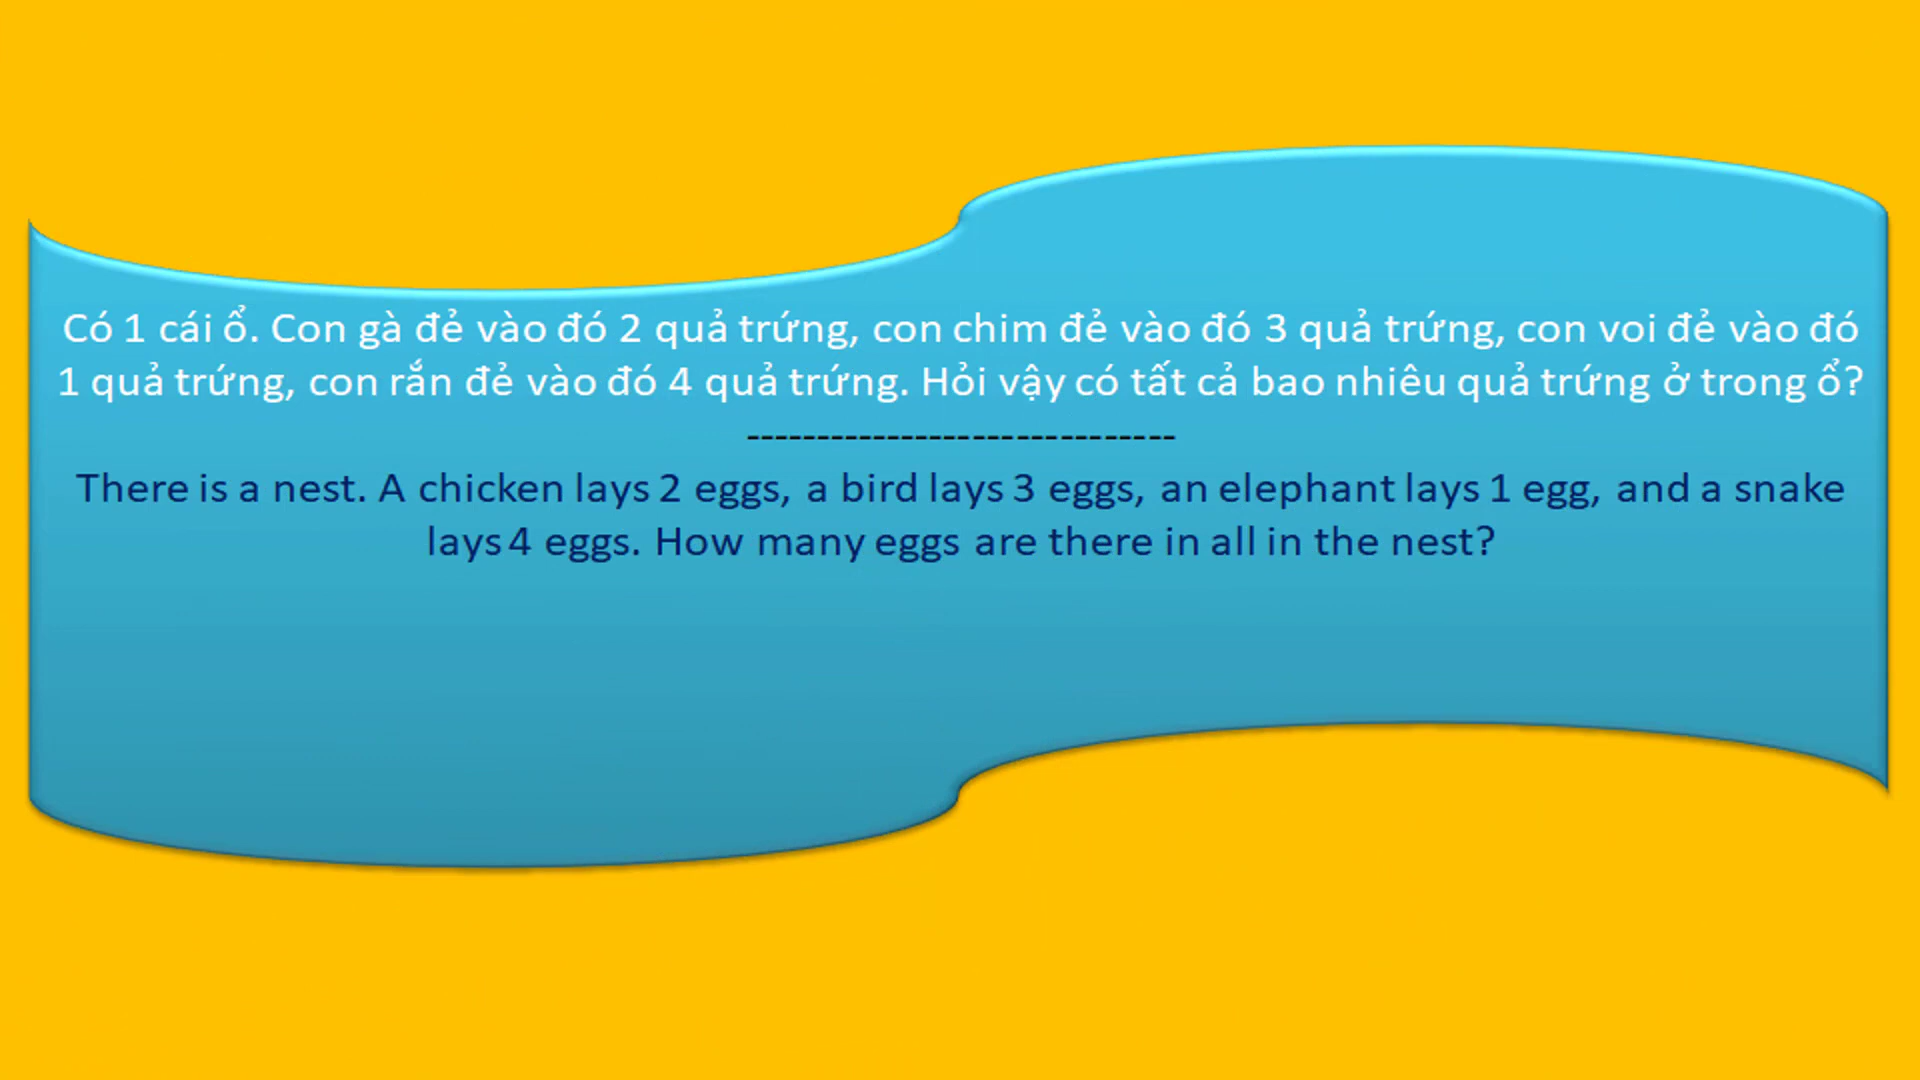 Có 1 cái ổ. Con gà đẻ vào đó 2 quả trứng, con chim đẻ vào đó 3 quả trứng, con voi đẻ vào đó
1 quả trứng, con rắn đẻ vào đó 4 quả trứng. Hỏi vậy có tất cả bao nhiêu quả trứng ở trong ổ?
------------------------------
There is a nest. A chicken lays 2 eggs, a bird lays 3 eggs, an elephant lays 1 egg, and a snake
lays 4 eggs. How many eggs are there in all in the nest?